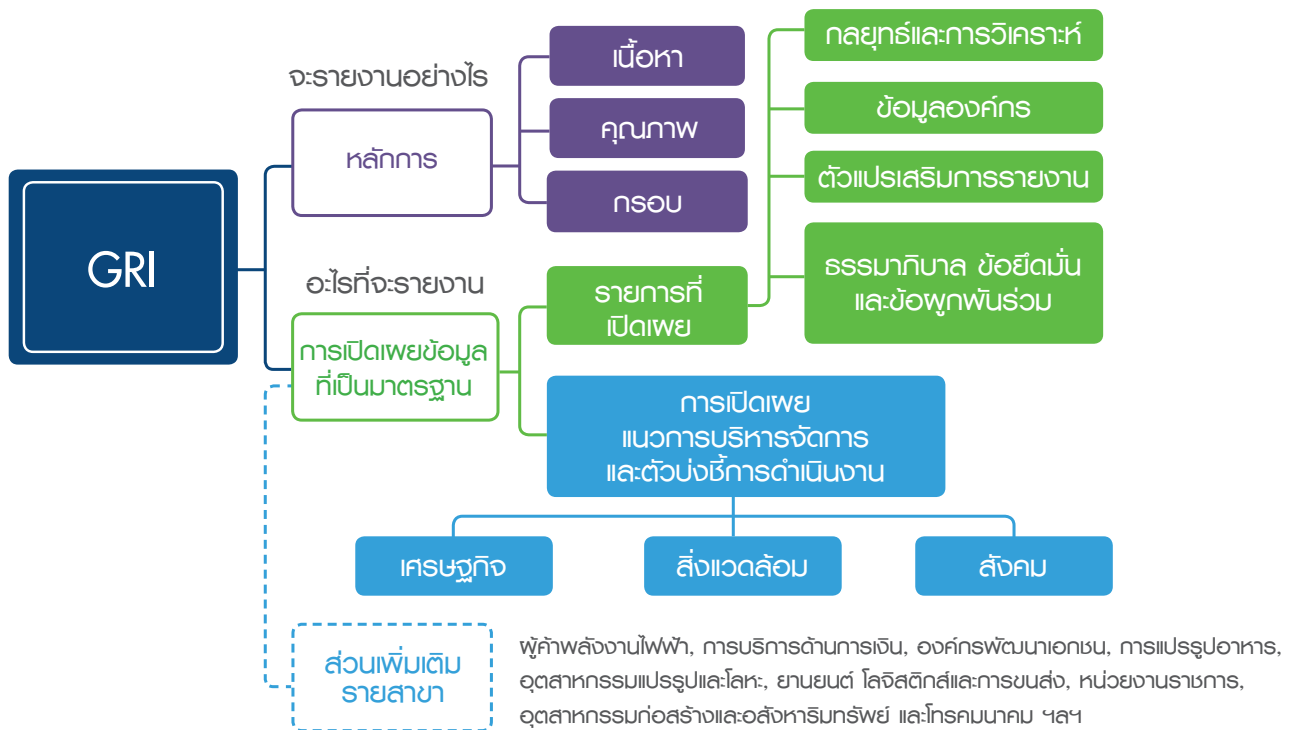 GRI
จะรายงานอย่างไร
หลักการ
เนื้อหา
คุณภาพ
กรอบ
อะไรที่จะรายงาน
การเปิดเผยข้อมูล
ที่เป็นมาตรฐาน
รายการที่
เปิดเผย
กลยุทธ์และการวิเคราะห์
ข้อมูลองค์กร
ตัวแปรเสริมการรายงาน
ธรรมาภิบาล ข้อยึดมั่น
และข้อผูกพันร่วม
การเปิดเผย
แนวการบริหารจัดการ
และตัวบ่งชี้การดำเนินงาน
เศรษฐกิจ
สิ่งแวดล้อม
สังคม
ส่วนเพิ่มเติม
รายสาขา
ผู้ค้าพลังงานไฟฟ้า, การบริการด้านการเงิน, องค์กรพัฒนาเอกชน, การแปรรูปอาหาร,
อุตสาหกรรมแปรรูปและโลหะ, ยานยนต์ โลจิสติกส์และการขนส่ง, หน่วยงานราชการ,
อุตสาหกรรมก่อสร้างและอสังหาริมทรัพย์ และโทรคมนาคม ฯลฯ